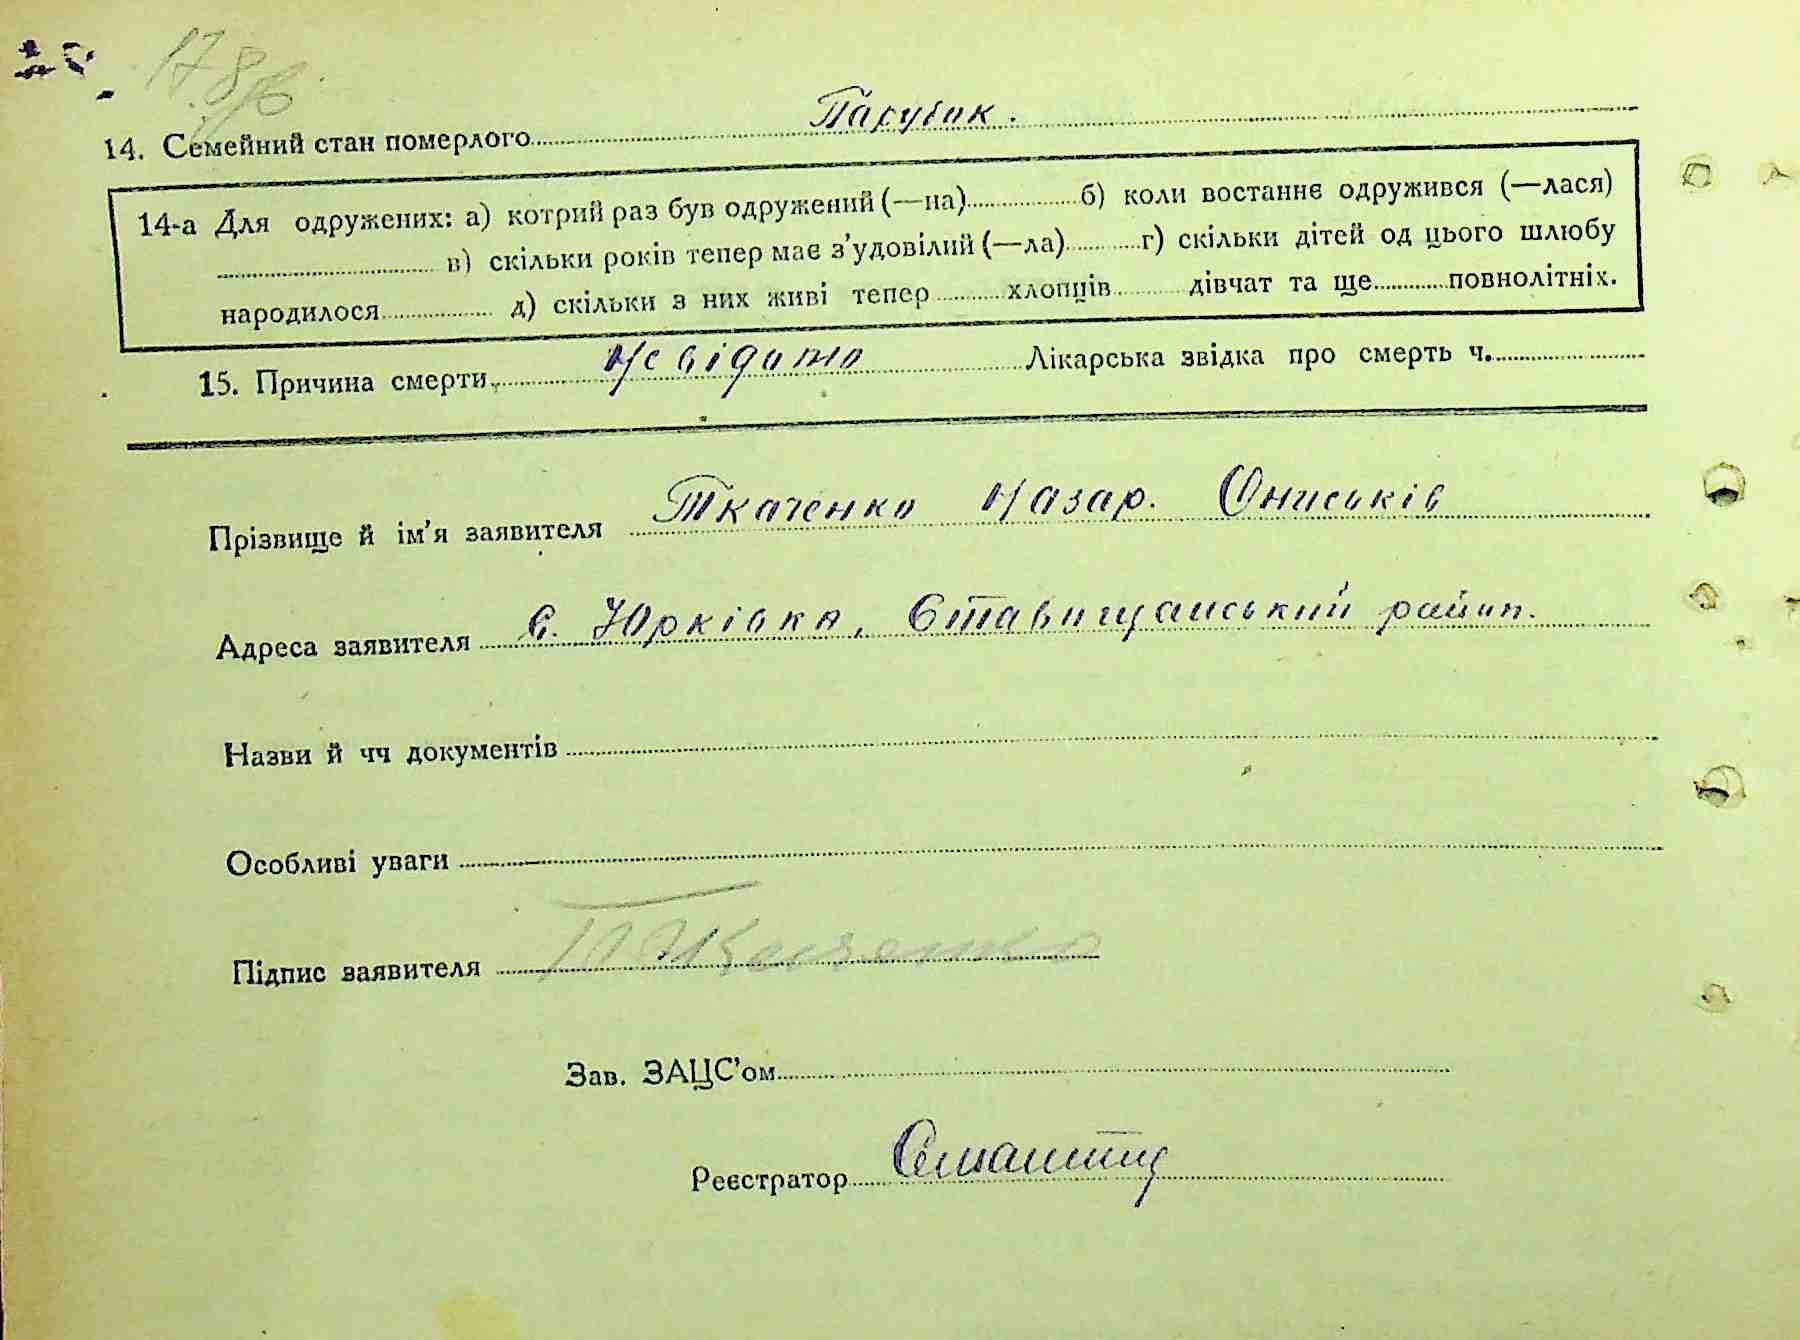 178
14. Семейний стан померлого Парубок.
14-а Для одружених: а) котрий раз був одружений (—на) б) коли востаннє одружився (—лася)
в) скільки років тепер має з’удовілий (—ла) г) скільки дітей од цього шлюбу
народилося д) скільки з них живі тепер хлопців дівчат та ще повнолітніх.
15. Причина смерти Невідомо Лікарська звідка про смерть ч.
Прізвище й ім’я заявителя Ткаченко Назар.Ониськів
Адреса заявителя с. Юрківка, Ставищанський район.
Назви й чч документів
Особливі уваги
Підпис заявителя Ткаченко
Зав. ЗАЦС’ом
Реєстратор